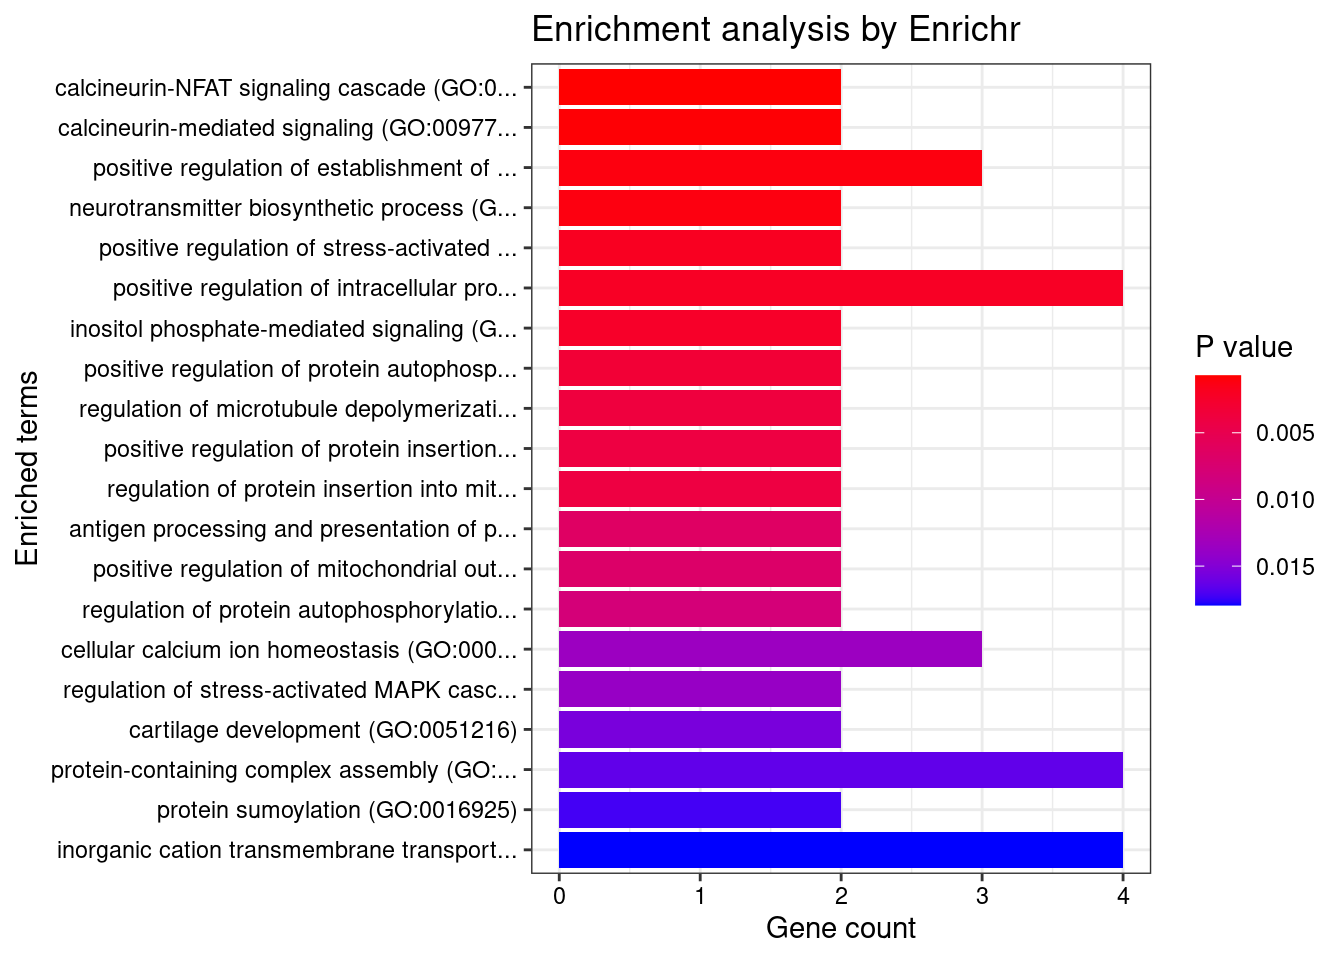 Enrichment analysis by Enrichr
calcineurin-NFAT signaling cascade (GO:0...
calcineurin-mediated signaling (GO:00977...
positive regulation of establishment of ...
neurotransmitter biosynthetic process (G...
positive regulation of stress-activated ...
positive regulation of intracellular pro...
inositol phosphate-mediated signaling (G...
positive regulation of protein autophosp...
regulation of microtubule depolymerizati...
positive regulation of protein insertion...
regulation of protein insertion into mit...
antigen processing and presentation of p...
positive regulation of mitochondrial out...
regulation of protein autophosphorylatio...
cellular calcium ion homeostasis (GO:000...
regulation of stress-activated MAPK casc...
cartilage development (GO:0051216)
protein-containing complex assembly (GO:...
protein sumoylation (GO:0016925)
inorganic cation transmembrane transport...
Enriched terms
0 1 2 3 4
Gene count
P value
0.005
0.010
0.015